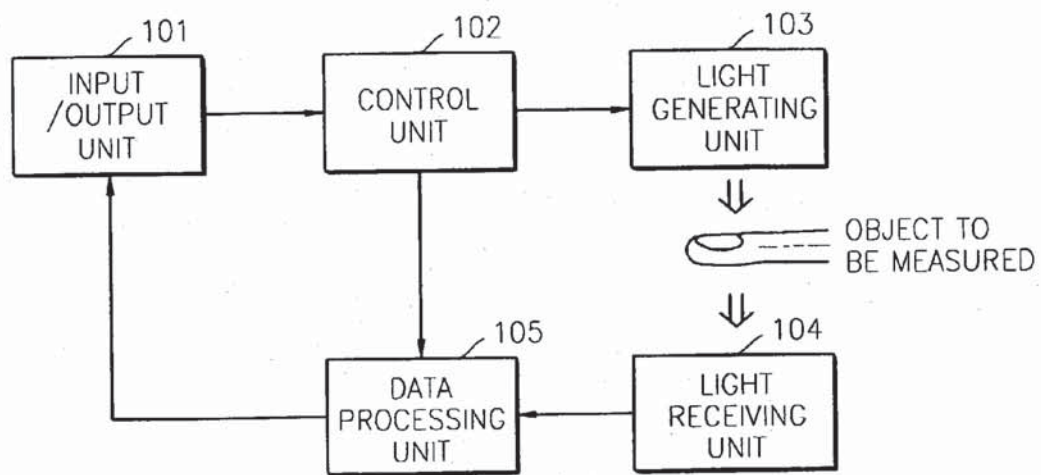 101
INPUT
/OUTPUT
UNIT
102
CONTROL
UNIT
103
LIGHT
GENERATING
UNIT
OBJECT TO
BE MEASURED
105
DATA
PROCESSING
UNIT
104
LIGHT
RECEIVING
UNIT